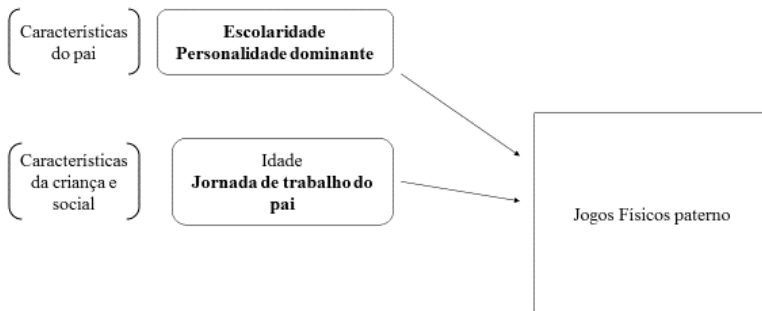 Características
do pai
Escolaridade
Personalidade dominante
Características
da criança e
social
Idade
Jornada de trabalho do
pai
Jogos Físicos paterno